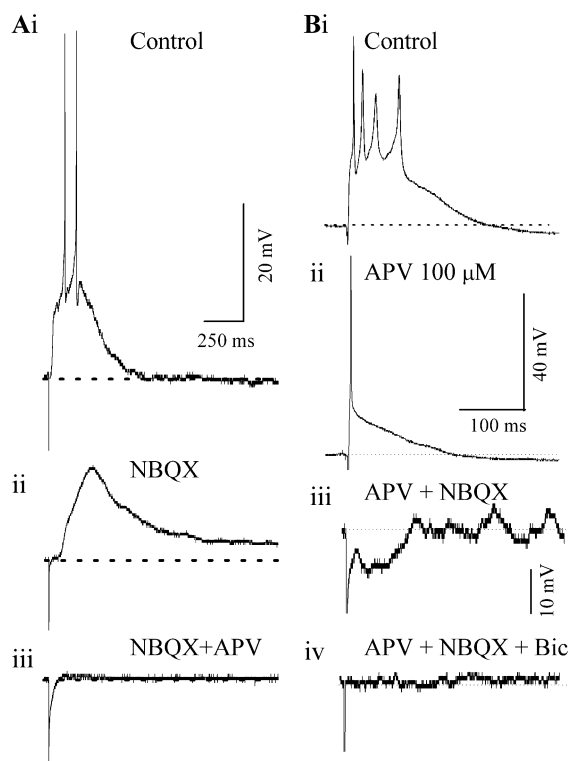 Ai
Control
20 mV
250 ms
ii
NBQX
iii
NBQX+APV
Bi
Control
ii
APV 100 μM
40 mV
100 ms
iii
APV + NBQX
10 mV
iv
APV + NBQX + Bic